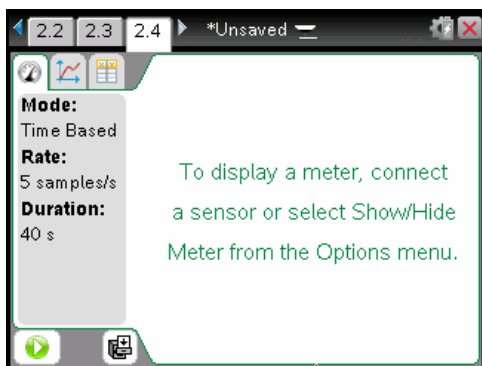 2.2 2.3 2.4 *Unsaved
Mode:
Time Based
Rate:
5 samples/s
Duration:
40 s
To display a meter, connect
a sensor or select Show/Hide
Meter from the Options menu.